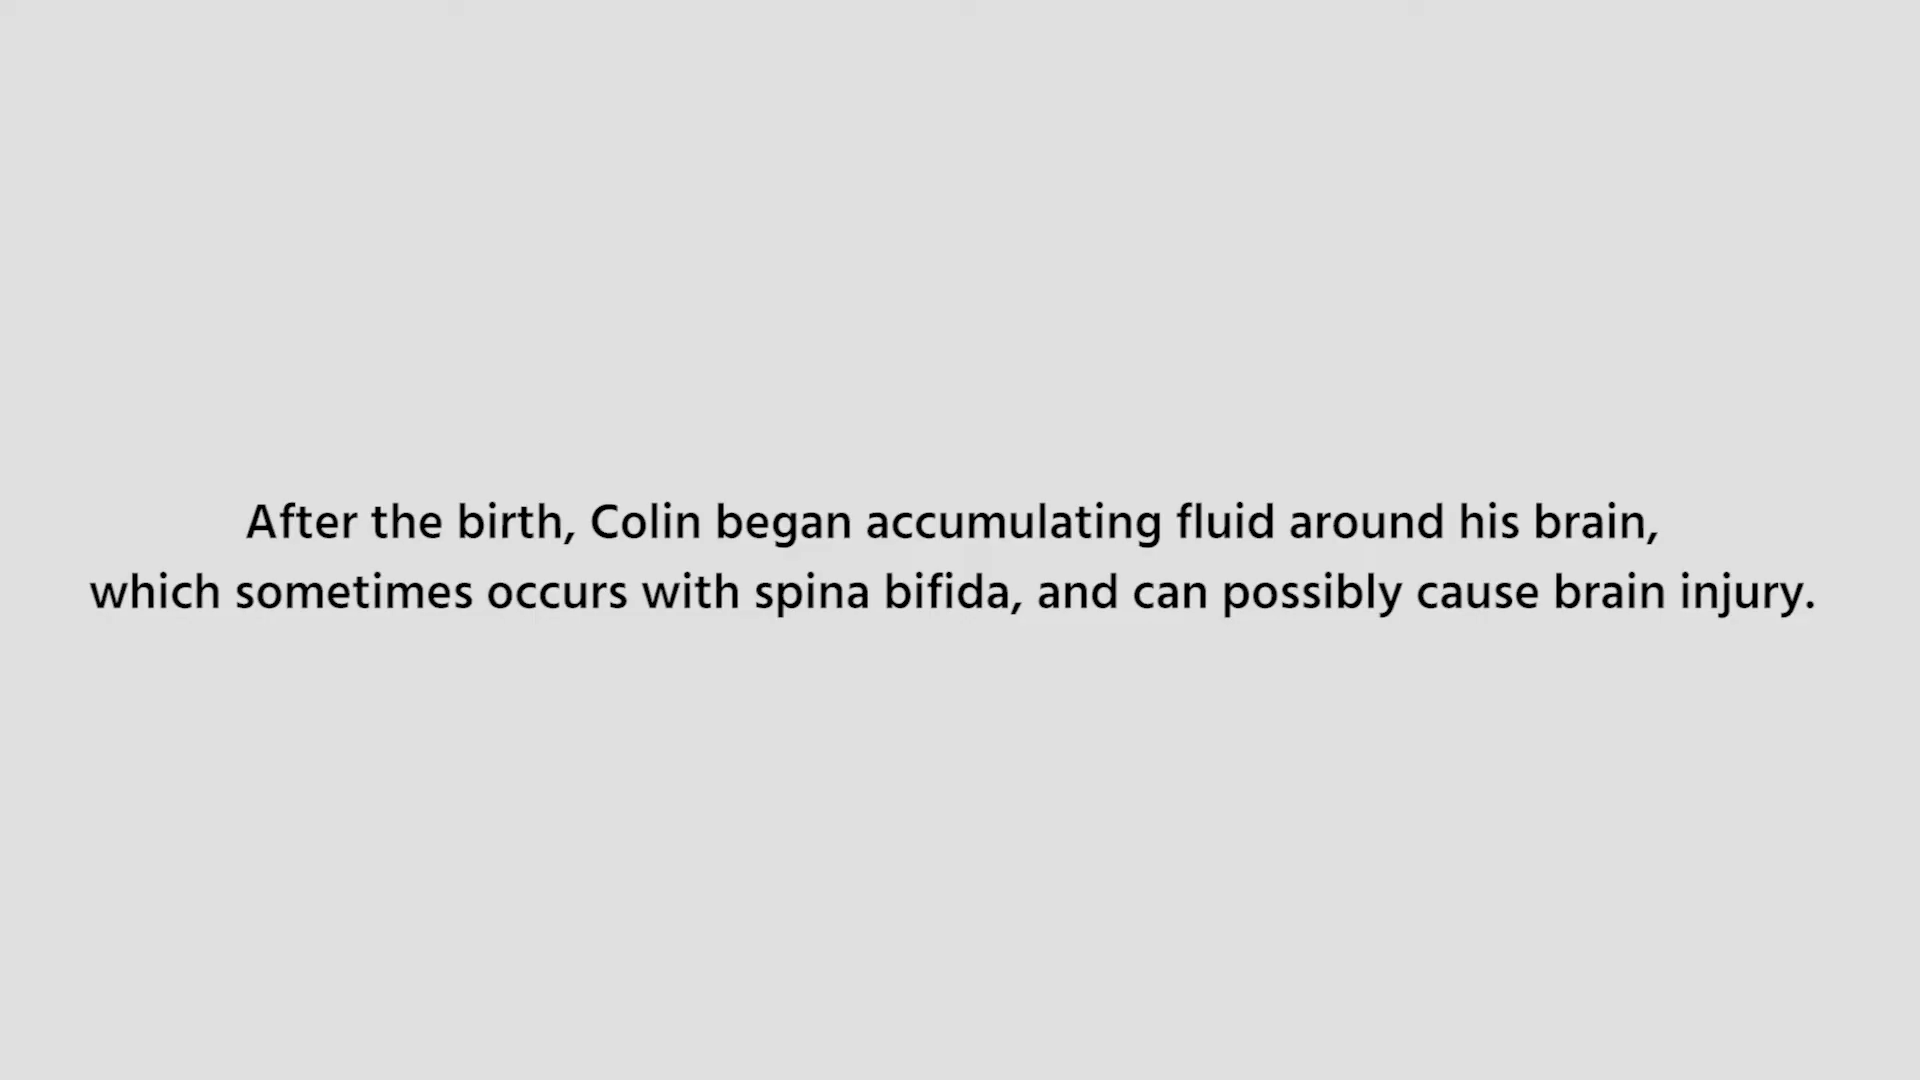 After the birth, Colin began accumulating fluid around his brain,
which sometimes occurs with spina bifida, and can possibly cause brain injury.